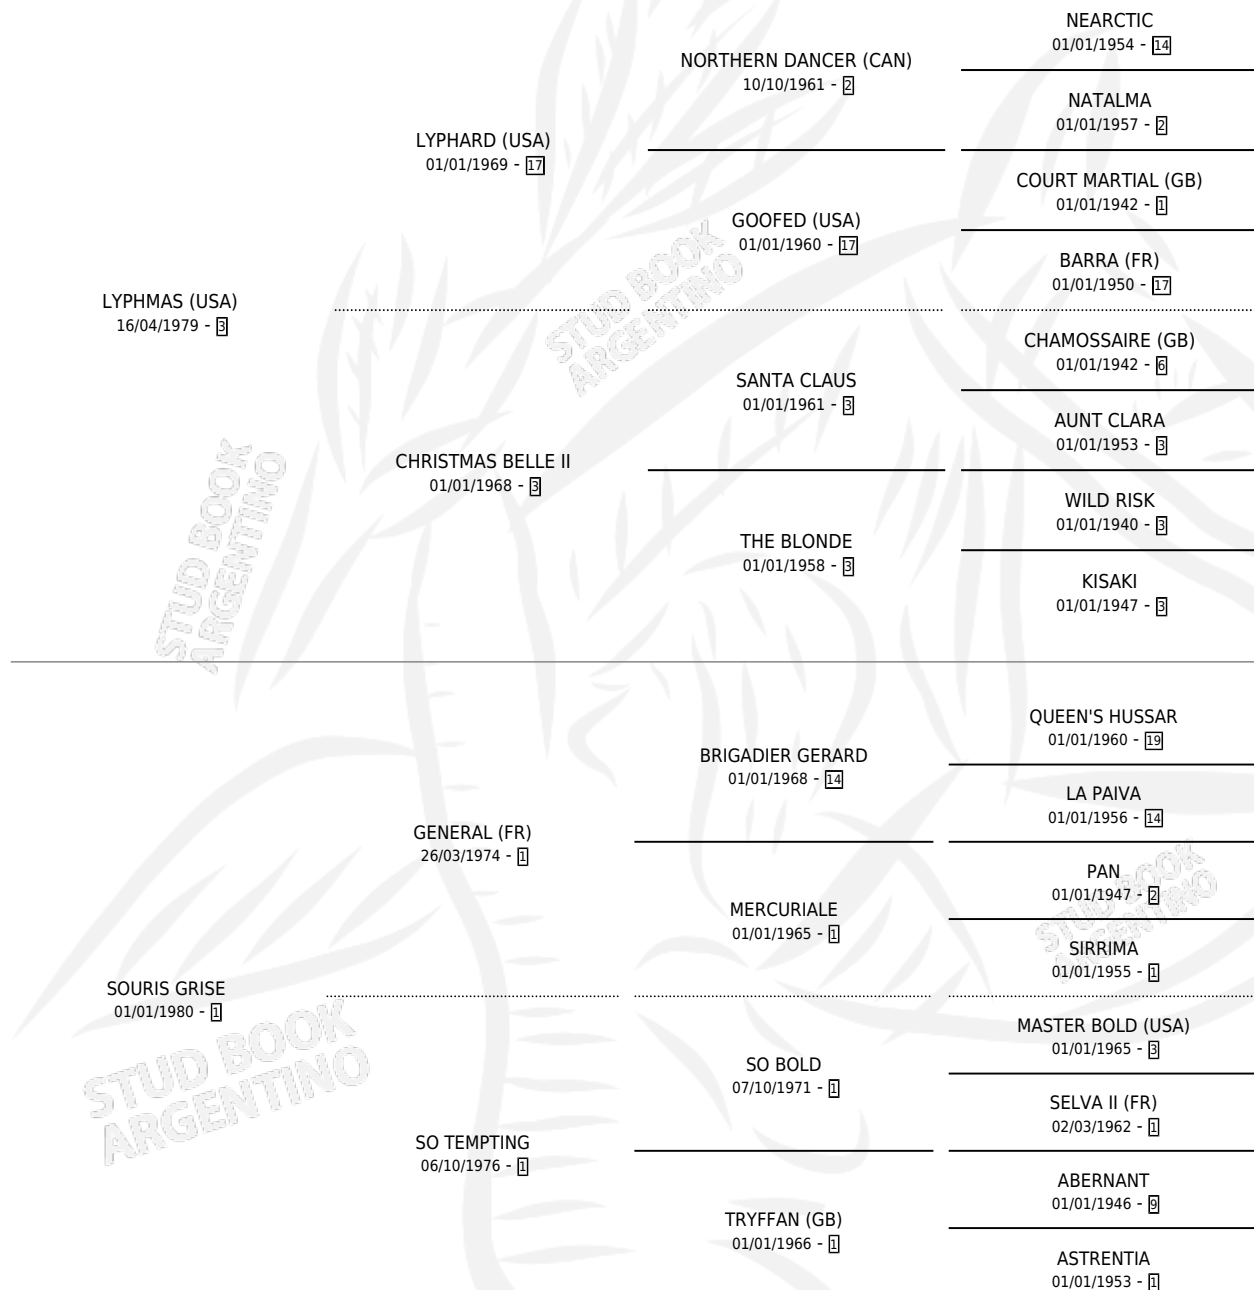 NEARCTIC
01/01/1954 - 14
NORTHERN DANCER (CAN)
10/10/1961 - 2
NATALMA
01/01/1957 - 2
LYPHARD (USA)
01/01/1969 - 17
COURT MARTIAL (GB)
01/01/1942 - 1
GOOFED (USA)
01/01/1960 - 17
BARRA (FR)
01/01/1950 - 17
LYPHMAS (USA)
16/04/1979 - 3
CHAMOSSAIRE (GB)
01/01/1942 - 6
SANTA CLAUS
01/01/1961 - 3
AUNT CLARA
01/01/1953 - 3
CHRISTMAS BELLE II
01/01/1968 - 3
WILD RISK
01/01/1940 - 3
THE BLONDE
01/01/1958 - 3
KISAKI
01/01/1947 - 3
QUEEN'S HUSSAR
01/01/1960 - 19
BRIGADIER GERARD
01/01/1968 - 14
LA PAIVA
01/01/1956 - 14
GENERAL (FR)
26/03/1974 - 1
PAN
01/01/1947 - 2
MERCURIALE
01/01/1965 - 1
SIRRIMA
01/01/1955 - 1
SOURIS GRISE
01/01/1980 - 1
MASTER BOLD (USA)
01/01/1965 - 3
SO BOLD
07/10/1971 - 1
SELVA II (FR)
02/03/1962 - 1
SO TEMPTING
06/10/1976 - 1
ABERNANT
01/01/1946 - 9
TRYFFAN (GB)
01/01/1966 - 1
ASTRENTIA
01/01/1953 - 1
STUD BOOK
ARGENTINO
STUD BOOK
ARGENTINO
STUD BOOK
ARGENTINO
STUD BOOK
ARGENTINO